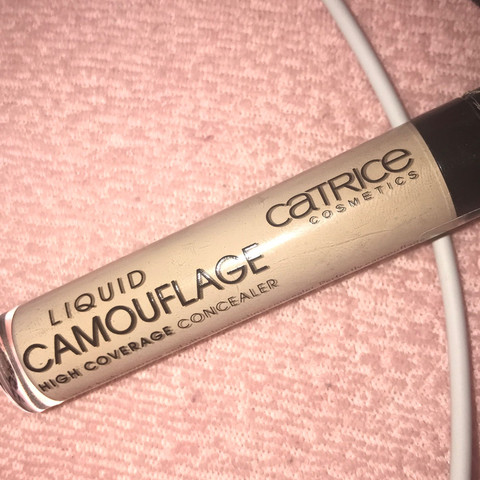 CATRICE
COSMETICS
LIQUID
CAMOUFLAGE
HIGH COVERAGE CONCEALER